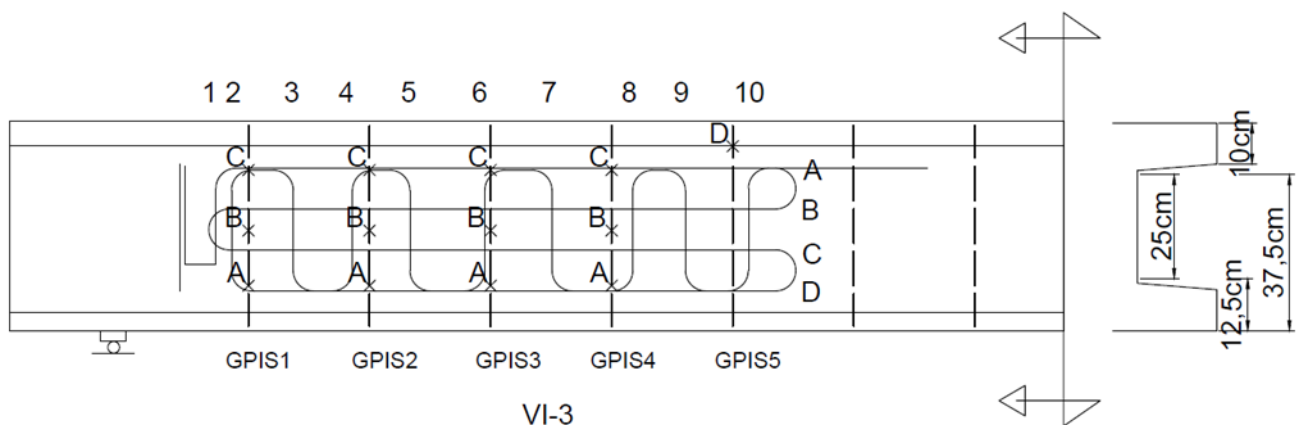 1 2 3 4 5 6 7 8 9 10
D
C C C C A
B B B B B
C
A A A A D
GPIS1 GPIS2 GPIS3 GPIS4 GPIS5
VI-3
10cm
25cm
37,5cm
12,5cm